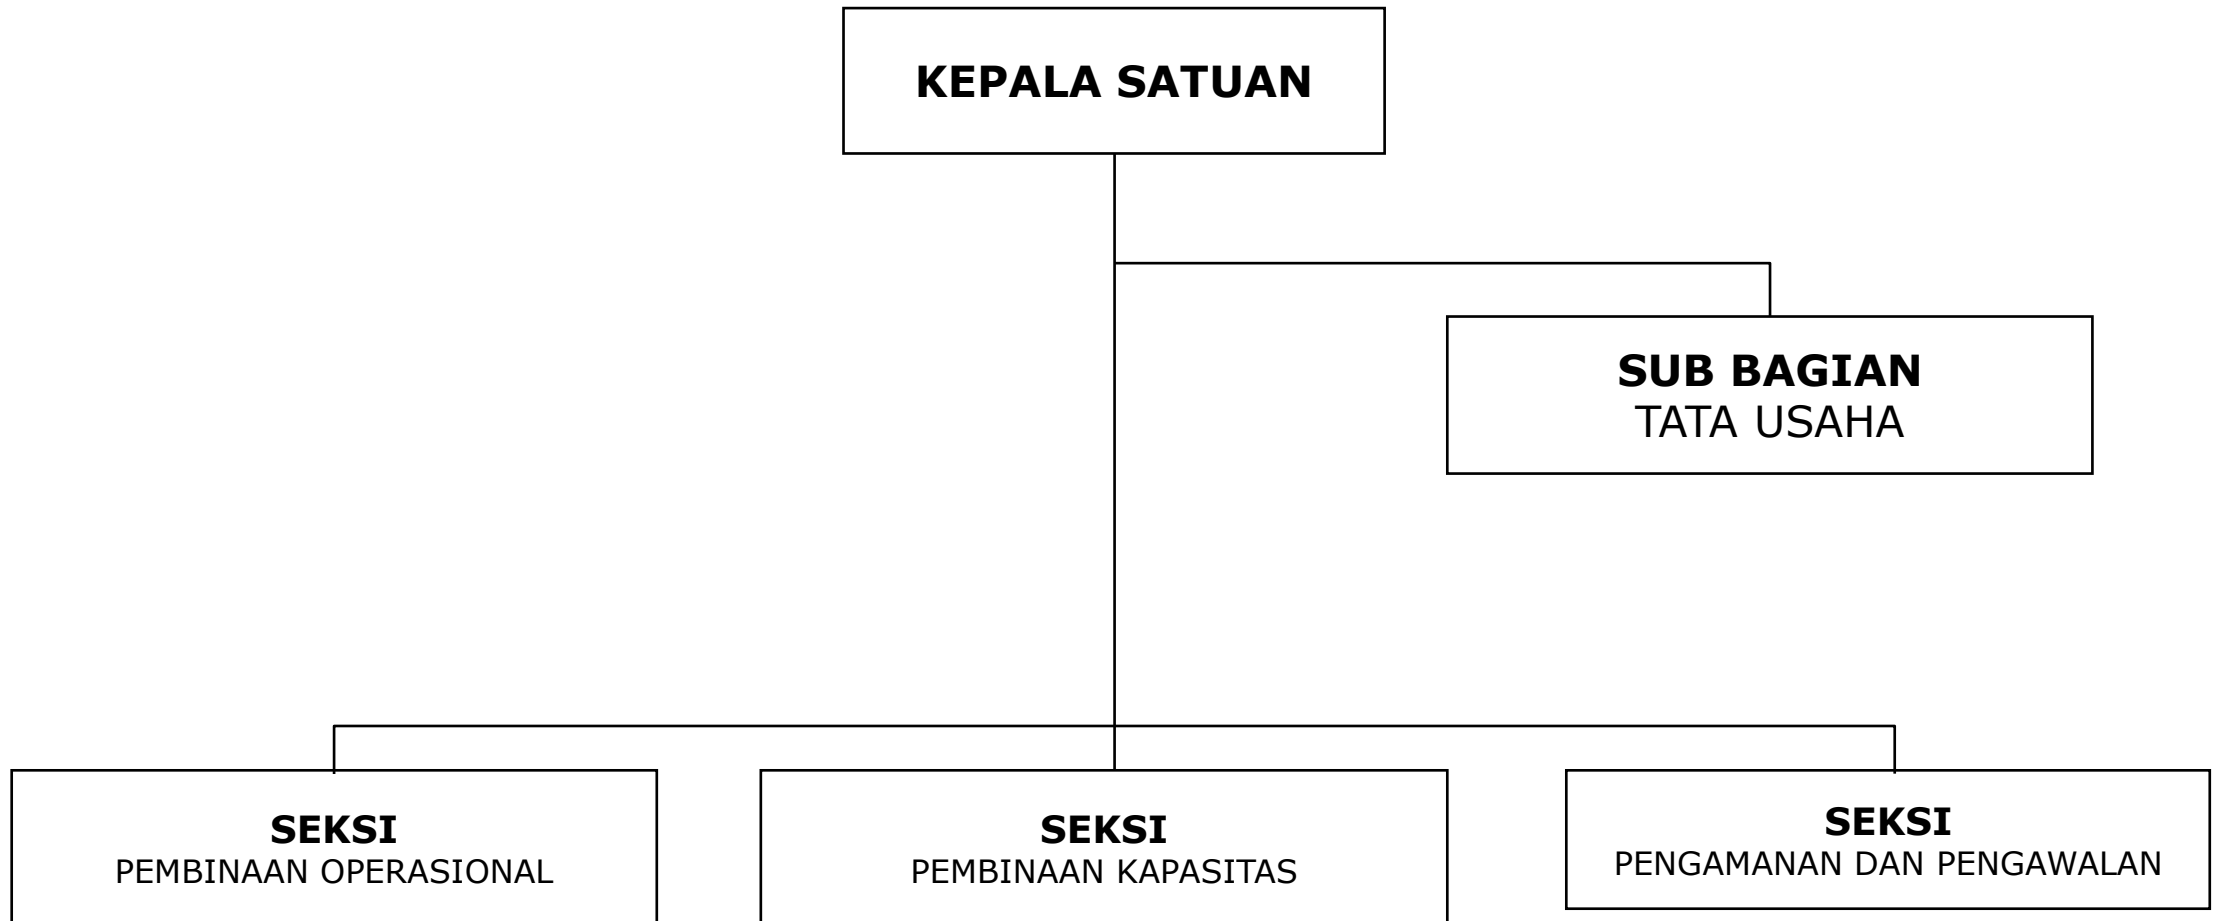 KEPALA SATUAN
SUB BAGIAN
TATA USAHA
SEKSI
PEMBINAAN OPERASIONAL
SEKSI
PEMBINAAN KAPASITAS
SEKSI
PENGAMANAN DAN PENGAWALAN